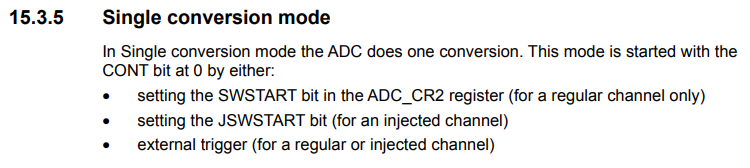 15.3.5 Single conversion mode
In Single conversion mode the ADC does one conversion. This mode is started with the
CONT bit at 0 by either:
• setting the SWSTART bit in the ADC_CR2 register (for a regular channel only)
• setting the JSWSTART bit (for an injected channel)
• external trigger (for a regular or injected channel)